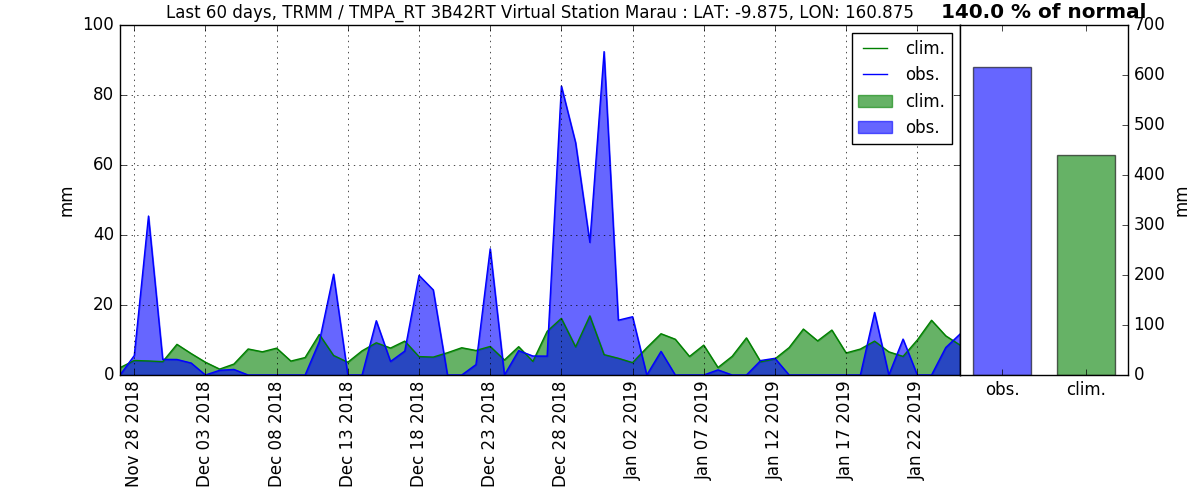 Last 60 days, TRMM / TMPA_RT 3B42RT Virtual Station Marau : LAT: -9.875, LON: 160.875
140.0 % of normal
100
80
60
40
20
0
mm
clim.
obs.
clim.
obs.
700
600
500
400
300
200
100
0
mm
Nov 28 2018
Dec 03 2018
Dec 08 2018
Dec 13 2018
Dec 18 2018
Dec 23 2018
Dec 28 2018
Jan 02 2019
Jan 07 2019
Jan 12 2019
Jan 17 2019
Jan 22 2019
obs.
clim.